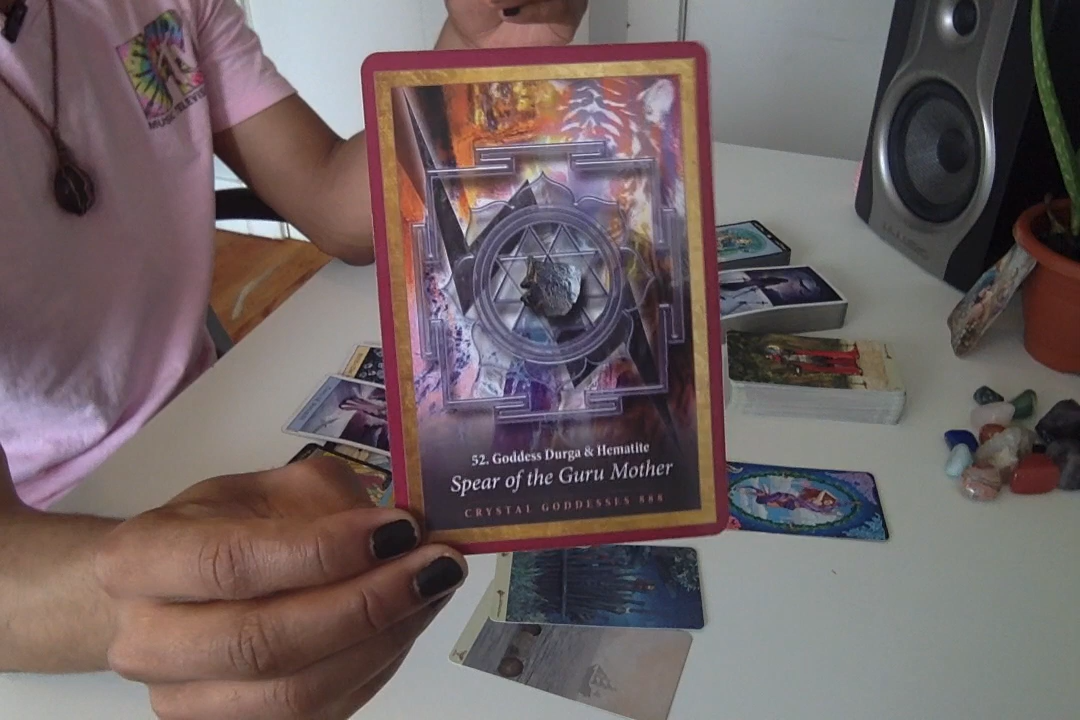 52. Goddess Durga & Hematite
Spear of the Guru Mother
CRYSTAL GODDESSES 888